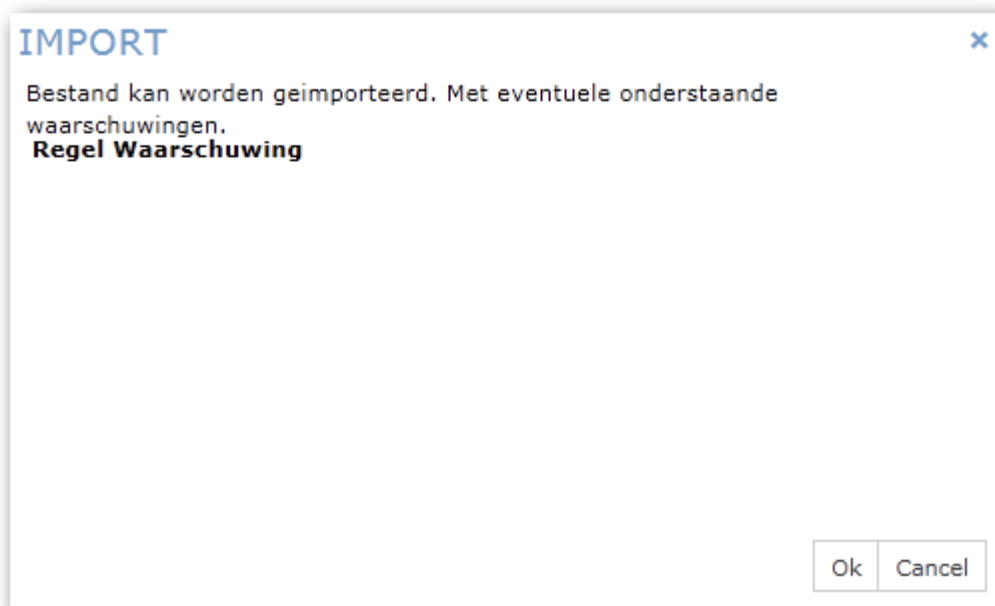 IMPORT
×
Bestand kan worden geimporteerd. Met eventuele onderstaande
waarschuwingen.
Regel Waarschuwing
Ok Cancel